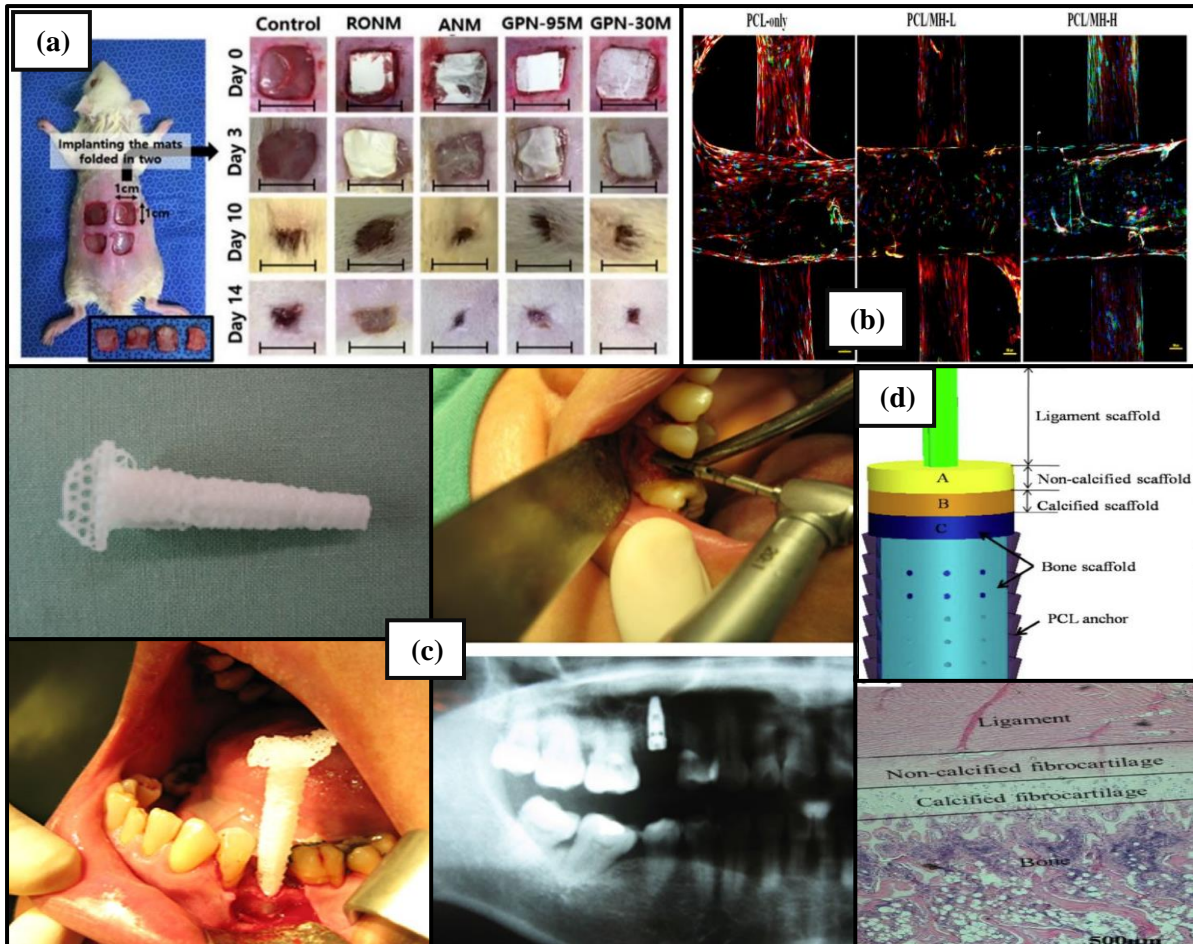 (a)
Control RONM ANM GPN-95M GPN-30M
Day 0
Day 3
Day 10
Day 14
Implanting the mats
folded in two
1cm
1cm
(b)
PCL-only PCL/MH-L PCL/MH-H
(c)
20:1
(d)
Ligament scaffold
Non-calcified scaffold
Calcified scaffold
Bone scaffold
PCL anchor
A
B
C
Ligament
Non-calcified fibrocartilage
Calcified fibrocartilage
Bone
500μm